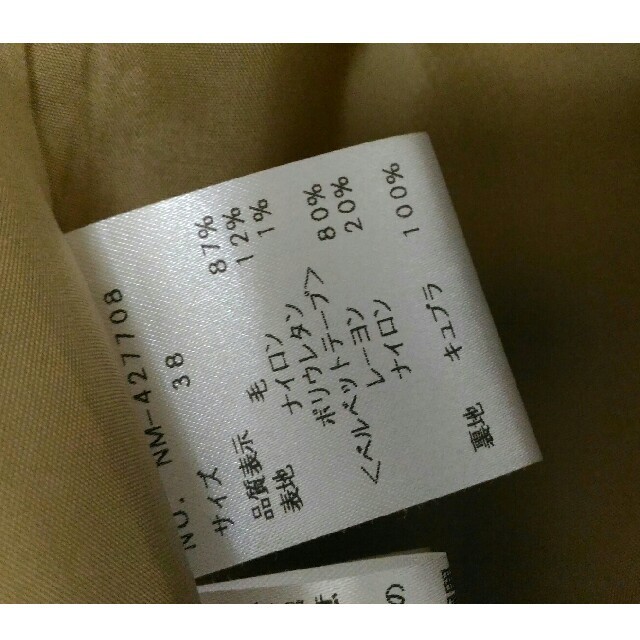 NO. NM-427708
サイズ 38
品質表示
表地 毛 87%
ナイロン 12%
ポリウレタン 1%
<ベルベットテープ>
レーヨン 80%
ナイロン 20%
裏地 キュプラ 100%
の